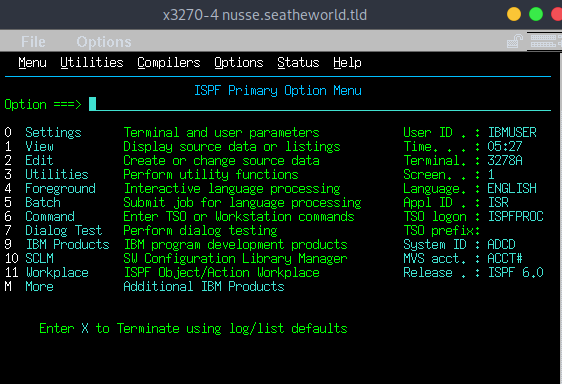 x3270-4 nusse.seatheworld.tld
File Options
Menu Utilities Compilers Options Status Help
ISPF Primary Option Menu
Option ===>
0 Settings Terminal and user parameters User ID . : IBMUSER
1 View Display source data or listings Time. . . : 05:27
2 Edit Create or change source data Terminal. : 3278A
3 Utilities Perform utility functions Screen. . : 1
4 Foreground Interactive language processing Language. : ENGLISH
5 Batch Submit job for language processing Appl ID . : ISR
6 Command Enter TSO or Workstation commands TSO logon : ISPFPROC
7 Dialog Test Perform dialog testing TSO prefix:
9 IBM Products IBM program development products System ID : ADCD
10 SCLM SW Configuration Library Manager MVS acct. : ACCT#
11 Workplace ISPF Object/Action Workplace Release . : ISPF 6.0
M More Additional IBM Products
Enter X to Terminate using log/list defaults